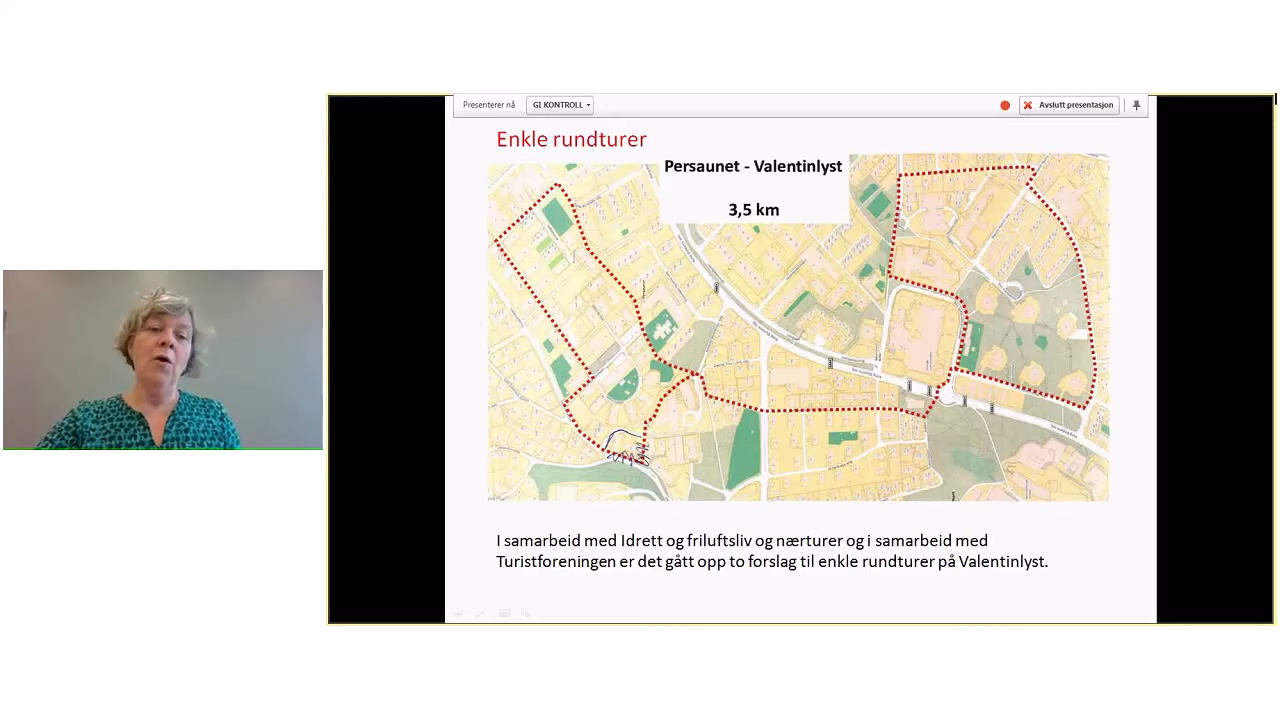 Presenterer nå
GI KONTROLL
Avslutt presentasjon
Enkle rundturer
Persaunet - Valentinlyst
3,5 km
I samarbeid med Idrett og friluftsliv og nærturer og i samarbeid med
Turistforeningen er det gått opp to forslag til enkle rundturer på Valentinlyst.